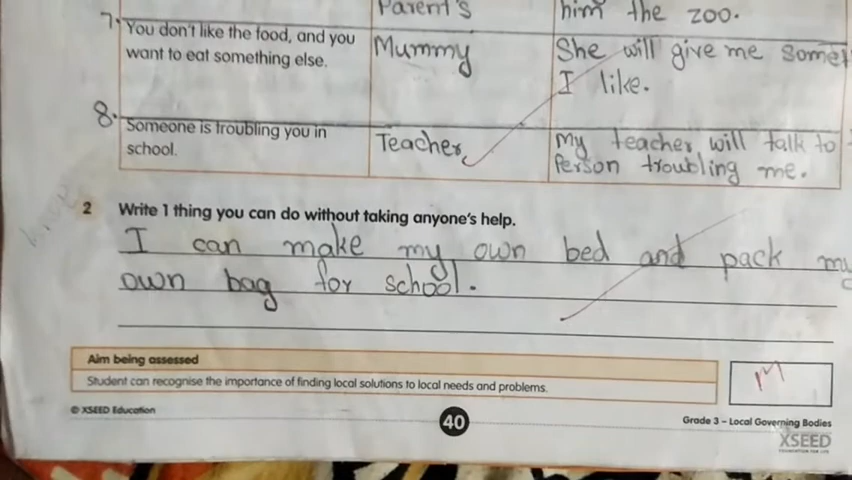 Parent's
him the zoo.
7. You don't like the food, and you
want to eat something else.
Mummy
She will give me
I like.
8. Someone is troubling you in
school.
Teacher
My teacher will talk to
Person troubling me.
2 Write 1 thing you can do without taking anyone's help.
I can make my own bed and pack my
own bag for school.
Aim being assessed
Student can recognise the importance of finding local solutions to local needs and problems.
M
© XSEED Education
40
Grade 3 – Local Governing Bodies
XSEED
FOUNDATION FOR LIFE